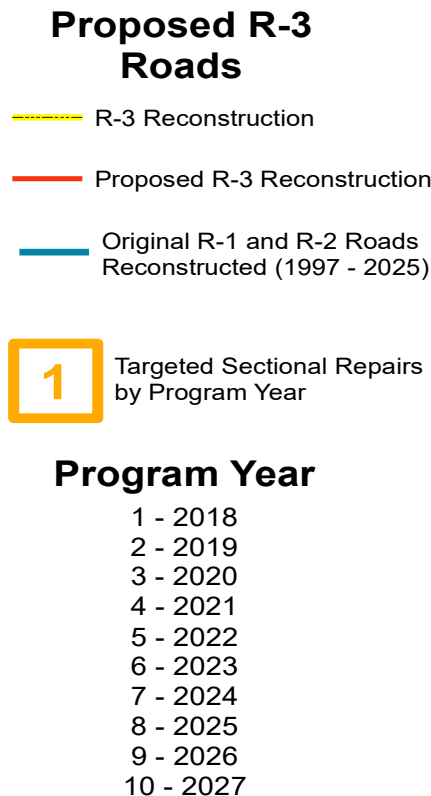 Proposed R-3
Roads
R-3 Reconstruction
Proposed R-3 Reconstruction
Original R-1 and R-2 Roads
Reconstructed (1997 - 2025)
1
Targeted Sectional Repairs
by Program Year
Program Year
1 - 2018
2 - 2019
3 - 2020
4 - 2021
5 - 2022
6 - 2023
7 - 2024
8 - 2025
9 - 2026
10 - 2027